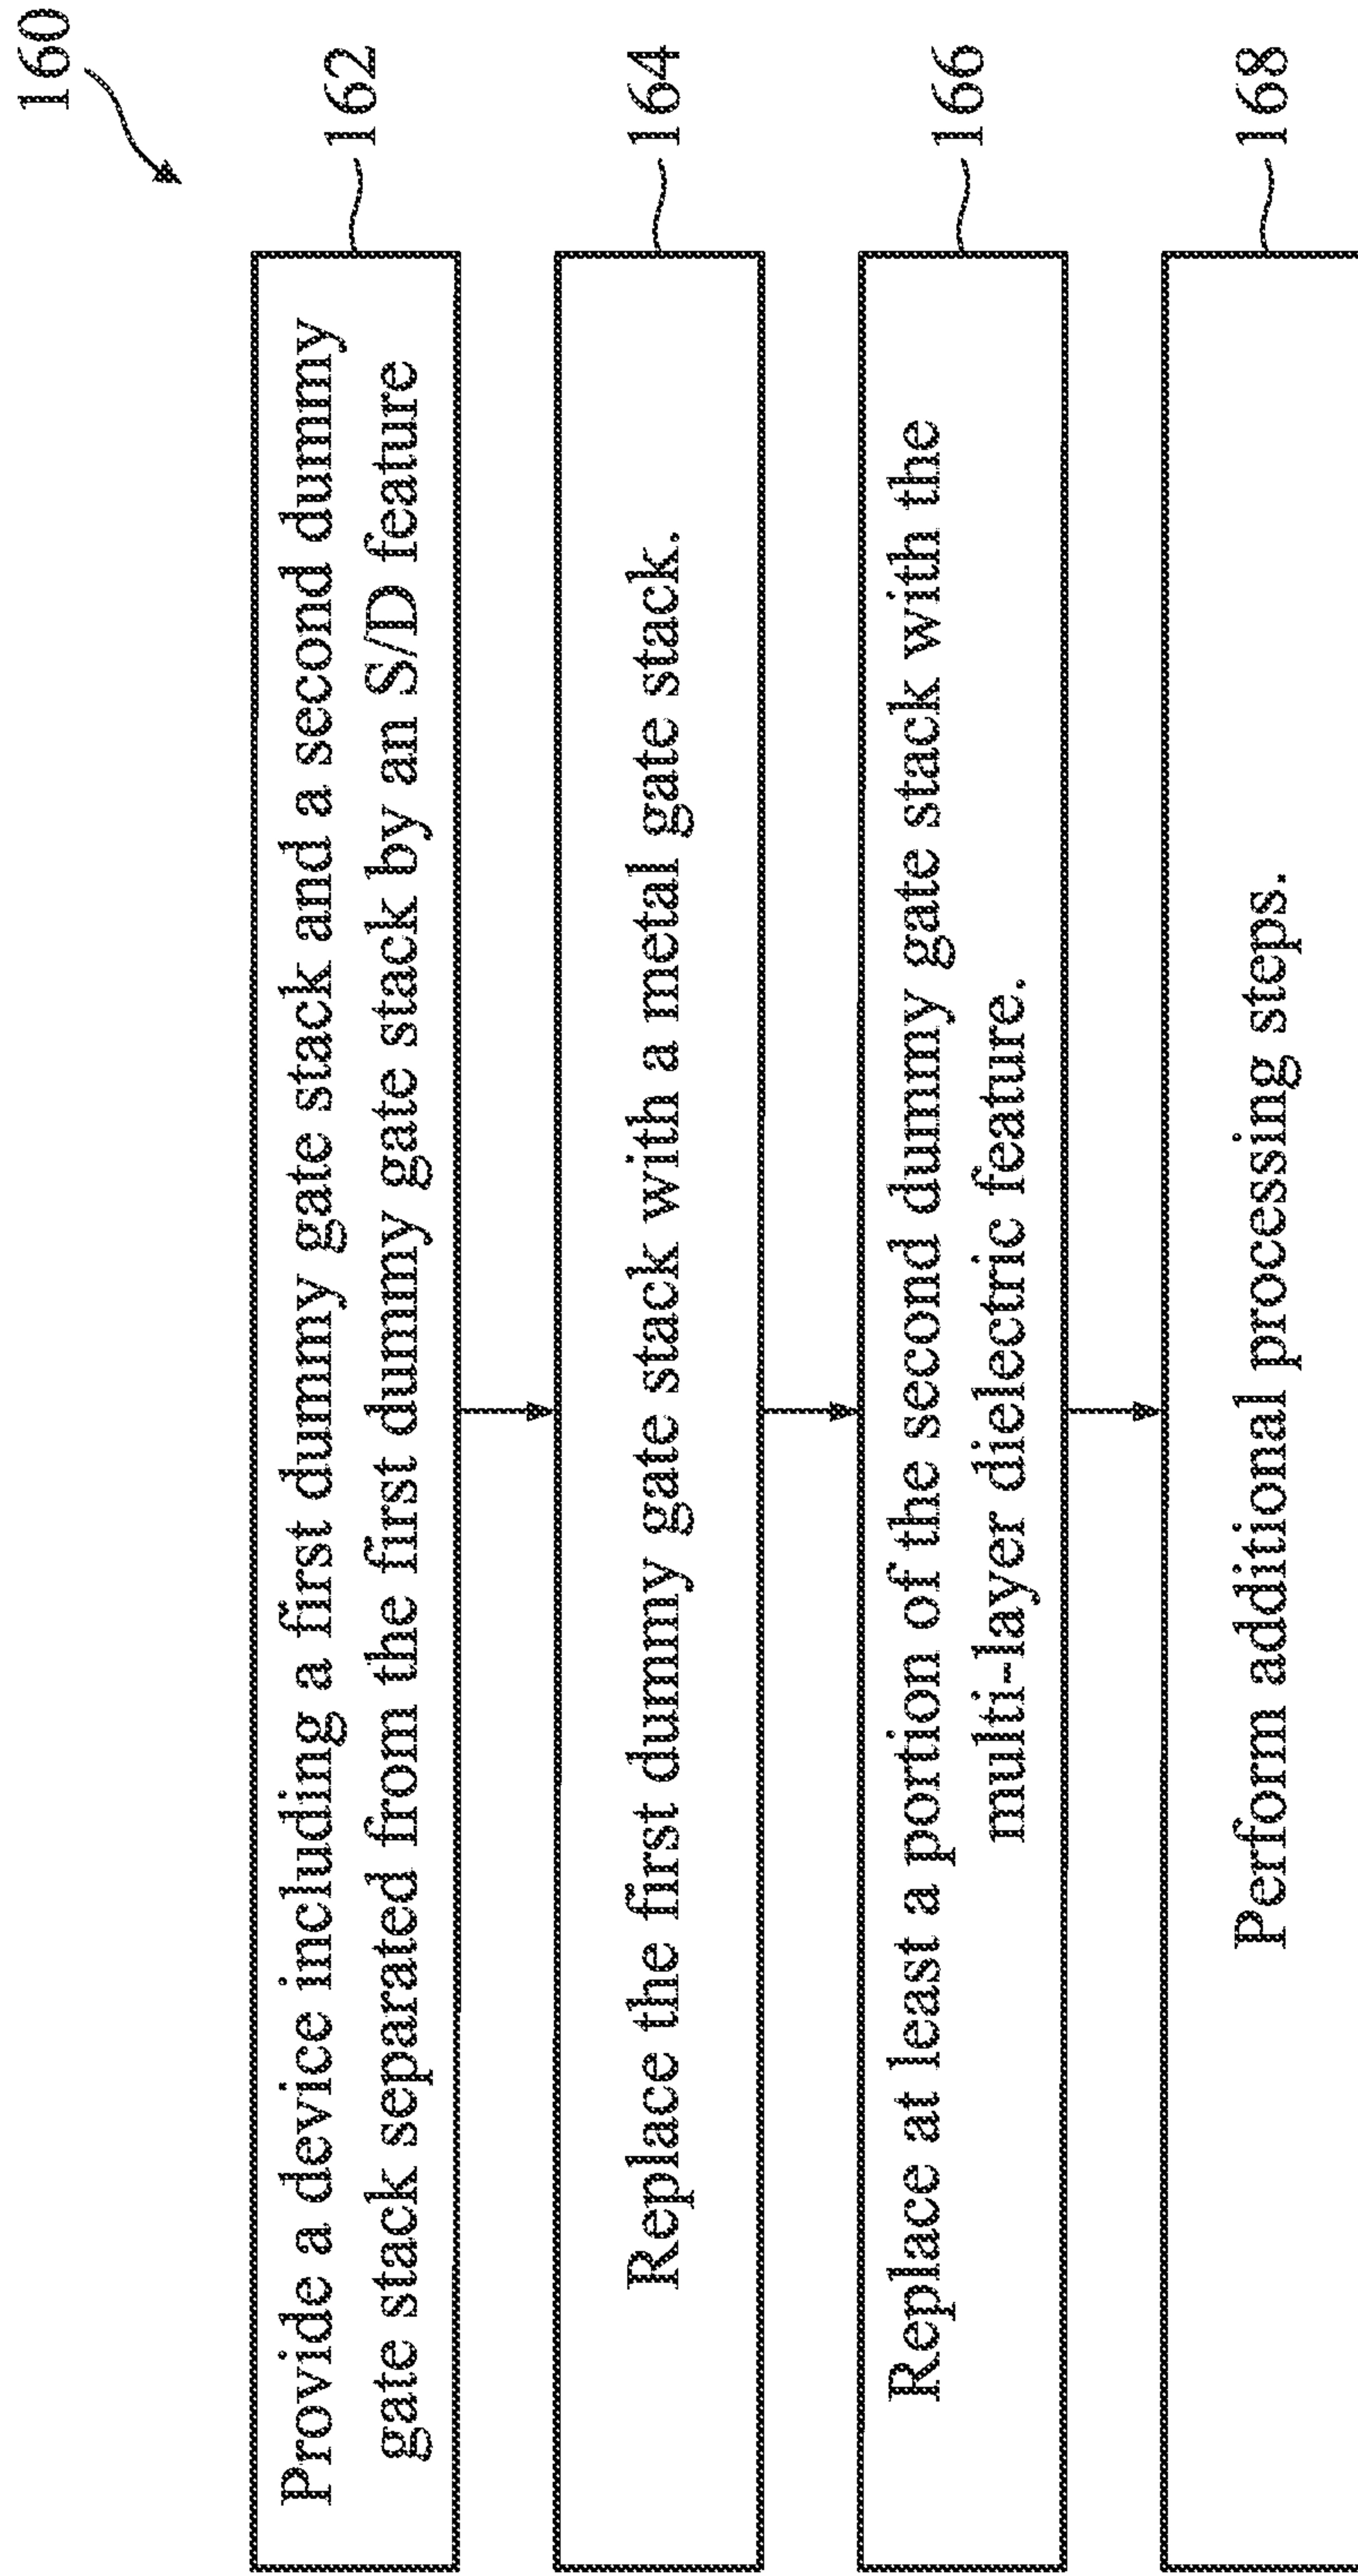 160
Provide a device including a first dummy gate stack and a second dummy
gate stack separated from the first dummy gate stack by an S/D feature
162
Replace the first dummy gate stack with a metal gate stack.
164
Replace at least a portion of the second dummy gate stack with the
multi-layer dielectric feature.
166
Perform additional processing steps.
168